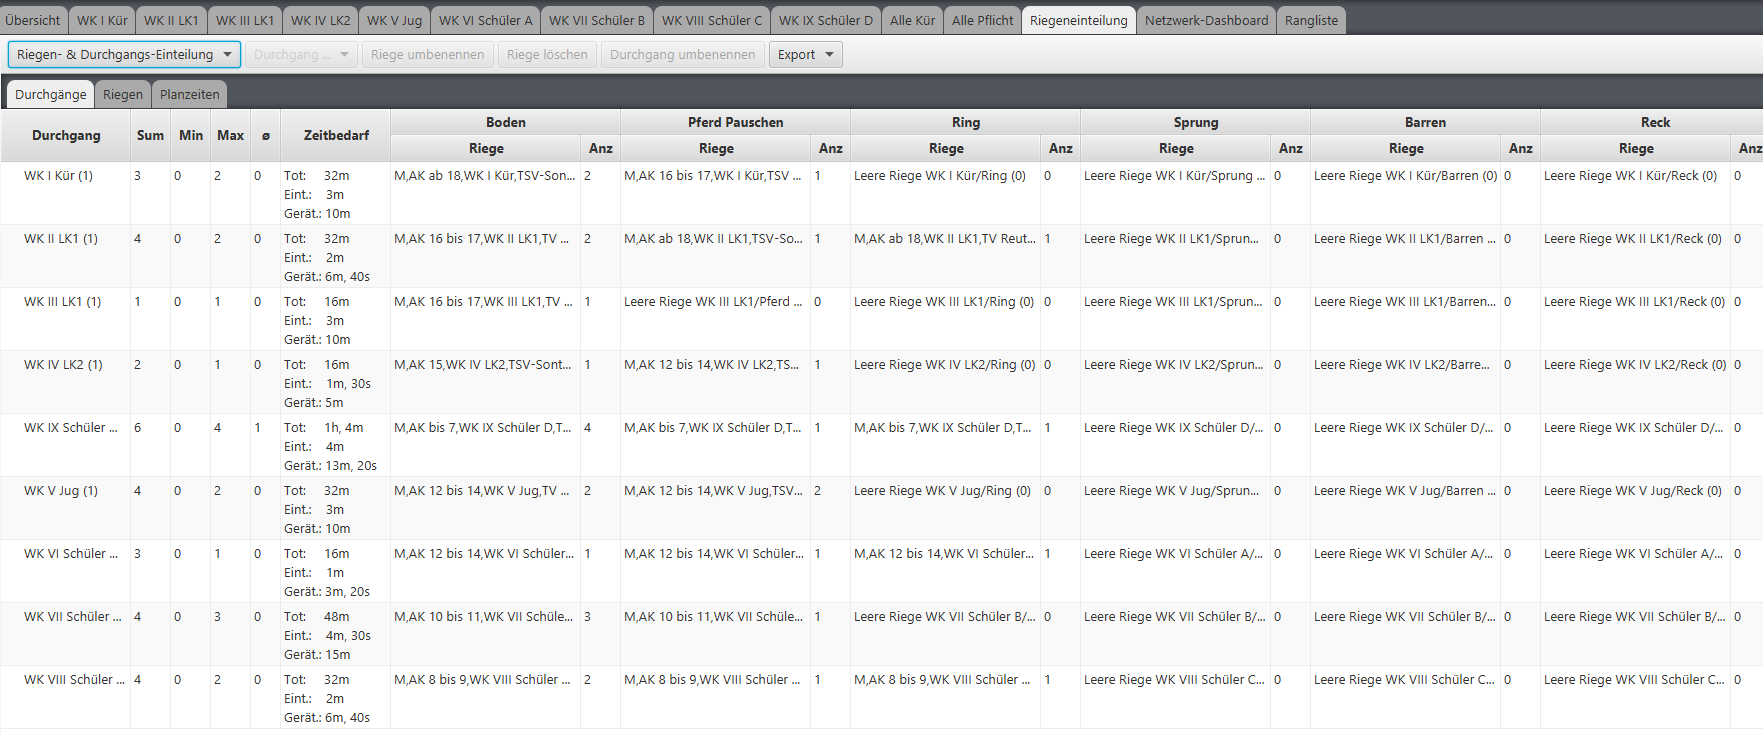 Übersicht WK I Kür WK II LK1 WK III LK1 WK IV LK2 WK V Jug WK VI Schüler A WK VII Schüler B WK VIII Schüler C WK IX Schüler D Alle Kür Alle Pflicht Riegeneinteilung Netzwerk-Dashboard Rangliste
Riegen- & Durchgangs-Einteilung Durchgang ... Riege umbenennen Riege löschen Durchgang umbenennen Export
Durchgänge Riegen Planzeiten
Durchgang Sum Min Max ø Zeitbedarf Boden Pferd Pauschen Ring Sprung Barren Reck
Riege Anz Riege Anz Riege Anz Riege Anz Riege Anz Riege Anz
WK I Kür (1) 3 0 2 0 Tot: 32m M,AK ab 18,WK I Kür,TSV-Son... 2 M,AK 16 bis 17,WK I Kür,TSV ... 1 Leere Riege WK I Kür/Ring (0) 0 Leere Riege WK I Kür/Sprung ... 0 Leere Riege WK I Kür/Barren (0) 0 Leere Riege WK I Kür/Reck (0) 0
Eint.: 3m
Gerät.: 10m
WK II LK1 (1) 4 0 2 0 Tot: 32m M,AK 16 bis 17,WK II LK1,TV ... 2 M,AK ab 18,WK II LK1,TSV-So... 1 M,AK ab 18,WK II LK1,TV Reut... 1 Leere Riege WK II LK1/Sprun... 0 Leere Riege WK II LK1/Barren ... 0 Leere Riege WK II LK1/Reck (0) 0
Eint.: 2m
Gerät.: 6m, 40s
WK III LK1 (1) 1 0 1 0 Tot: 16m M,AK 16 bis 17,WK III LK1,TV ... 1 Leere Riege WK III LK1/Pferd ... 0 Leere Riege WK III LK1/Ring (0) 0 Leere Riege WK III LK1/Sprun... 0 Leere Riege WK III LK1/Barren... 0 Leere Riege WK III LK1/Reck (0) 0
Eint.: 3m
Gerät.: 10m
WK IV LK2 (1) 2 0 1 0 Tot: 16m M,AK 15,WK IV LK2,TSV-Sont... 1 M,AK 12 bis 14,WK IV LK2,TS... 1 Leere Riege WK IV LK2/Ring (0) 0 Leere Riege WK IV LK2/Sprun... 0 Leere Riege WK IV LK2/Barre... 0 Leere Riege WK IV LK2/Reck (0) 0
Eint.: 1m, 30s
Gerät.: 5m
WK IX Schüler ... 6 0 4 1 Tot: 1h, 4m M,AK bis 7,WK IX Schüler D,T... 4 M,AK bis 7,WK IX Schüler D,T... 1 M,AK bis 7,WK IX Schüler D,T... 1 Leere Riege WK IX Schüler D/... 0 Leere Riege WK IX Schüler D/... 0 Leere Riege WK IX Schüler D/... 0
Eint.: 4m
Gerät.: 13m, 20s
WK V Jug (1) 4 0 2 0 Tot: 32m M,AK 12 bis 14,WK V Jug,TV ... 2 M,AK 12 bis 14,WK V Jug,TSV... 2 Leere Riege WK V Jug/Ring (0) 0 Leere Riege WK V Jug/Sprun... 0 Leere Riege WK V Jug/Barren ... 0 Leere Riege WK V Jug/Reck (0) 0
Eint.: 3m
Gerät.: 10m
WK VI Schüler ... 3 0 1 0 Tot: 16m M,AK 12 bis 14,WK VI Schüler... 1 M,AK 12 bis 14,WK VI Schüler... 1 M,AK 12 bis 14,WK VI Schüler... 1 Leere Riege WK VI Schüler A/... 0 Leere Riege WK VI Schüler A/... 0 Leere Riege WK VI Schüler A/... 0
Eint.: 1m
Gerät.: 3m, 20s
WK VII Schüler ... 4 0 3 0 Tot: 48m M,AK 10 bis 11,WK VII Schüle... 3 M,AK 10 bis 11,WK VII Schüle... 1 Leere Riege WK VII Schüler B/... 0 Leere Riege WK VII Schüler B/... 0 Leere Riege WK VII Schüler B/... 0 Leere Riege WK VII Schüler B/... 0
Eint.: 4m, 30s
Gerät.: 15m
WK VIII Schüler ... 4 0 2 0 Tot: 32m M,AK 8 bis 9,WK VIII Schüler ... 2 M,AK 8 bis 9,WK VIII Schüler ... 1 M,AK 8 bis 9,WK VIII Schüler ... 1 Leere Riege WK VIII Schüler C... 0 Leere Riege WK VIII Schüler C... 0 Leere Riege WK VIII Schüler C... 0
Eint.: 2m
Gerät.: 6m, 40s